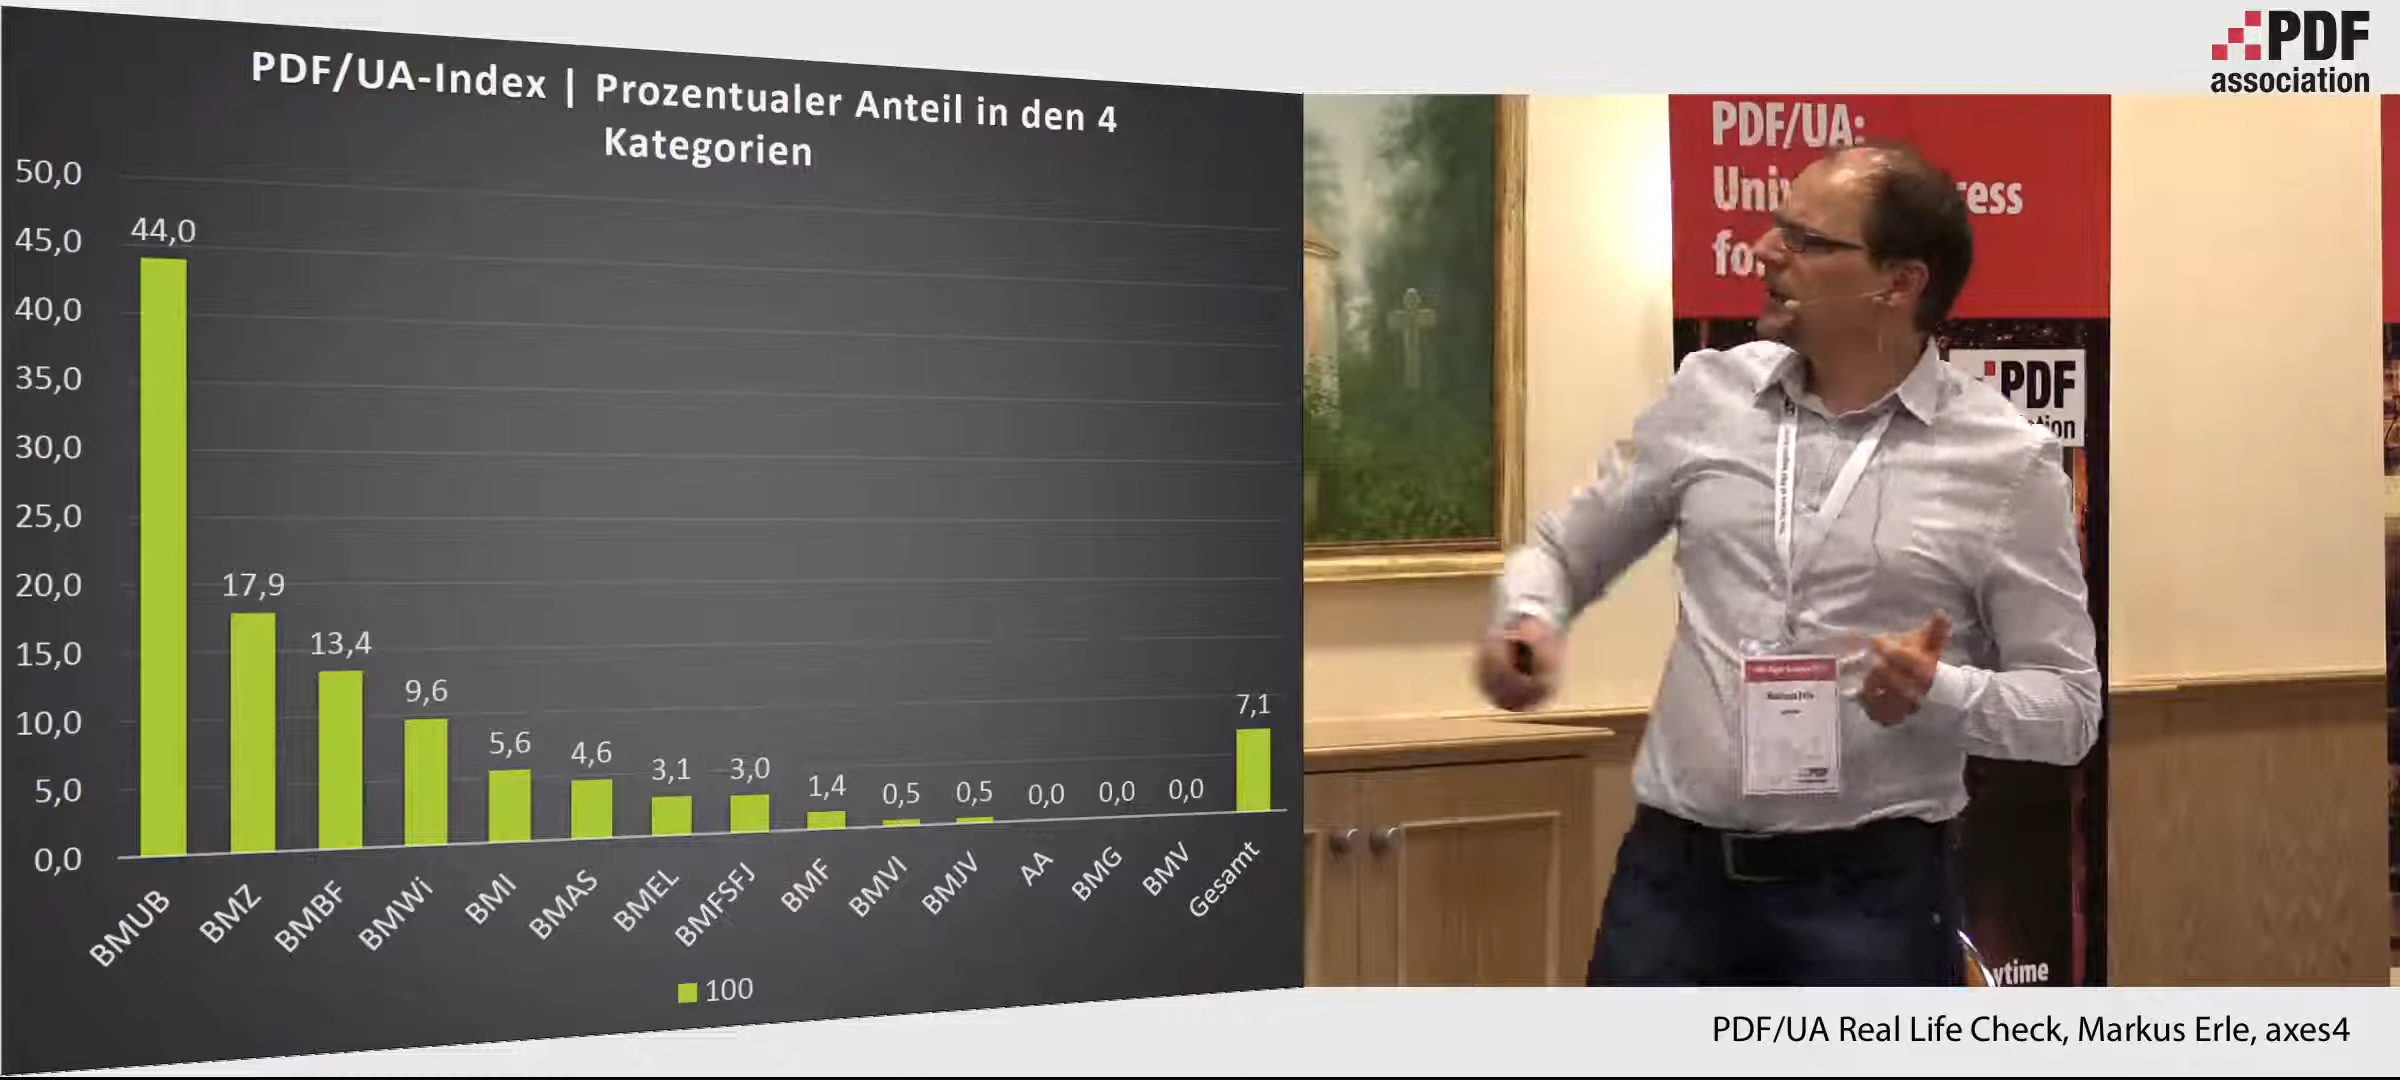 PDF/UA-Index | Prozentualer Anteil in den 4
Kategorien
50,0
45,0
40,0
35,0
30,0
25,0
20,0
15,0
10,0
5,0
0,0
44,0
17,9
13,4
9,6
5,6
4,6
3,1
3,0
1,4
0,5
0,5
0,0
0,0
0,0
7,1
BMUB
BMZ
BMBF
BMWi
BMI
BMAS
BMEL
BMFSFJ
BMF
BMVI
BMJV
AA
BMG
BMV
Gesamt
100
PDF
association
PDF/UA:
PDF
ytime
PDF/UA Real Life Check, Markus Erle, axes4